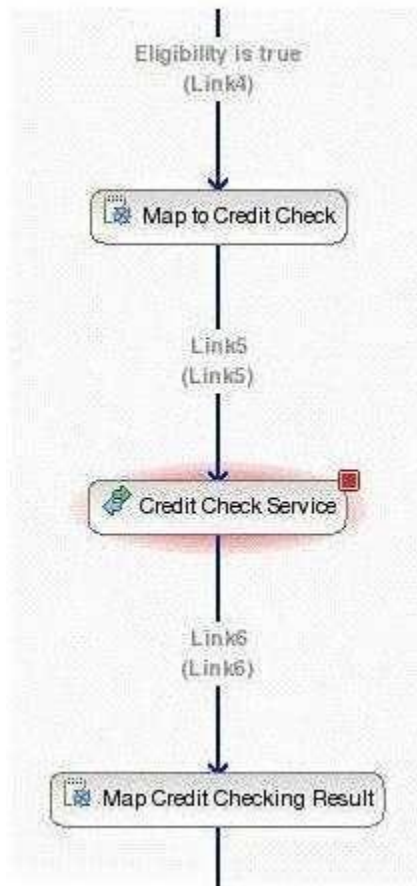 Eligibility is true
(Link4)
Map to Credit Check
Link5
(Link5)
Credit Check Service
Link6
(Link6)
Map Credit Checking Result